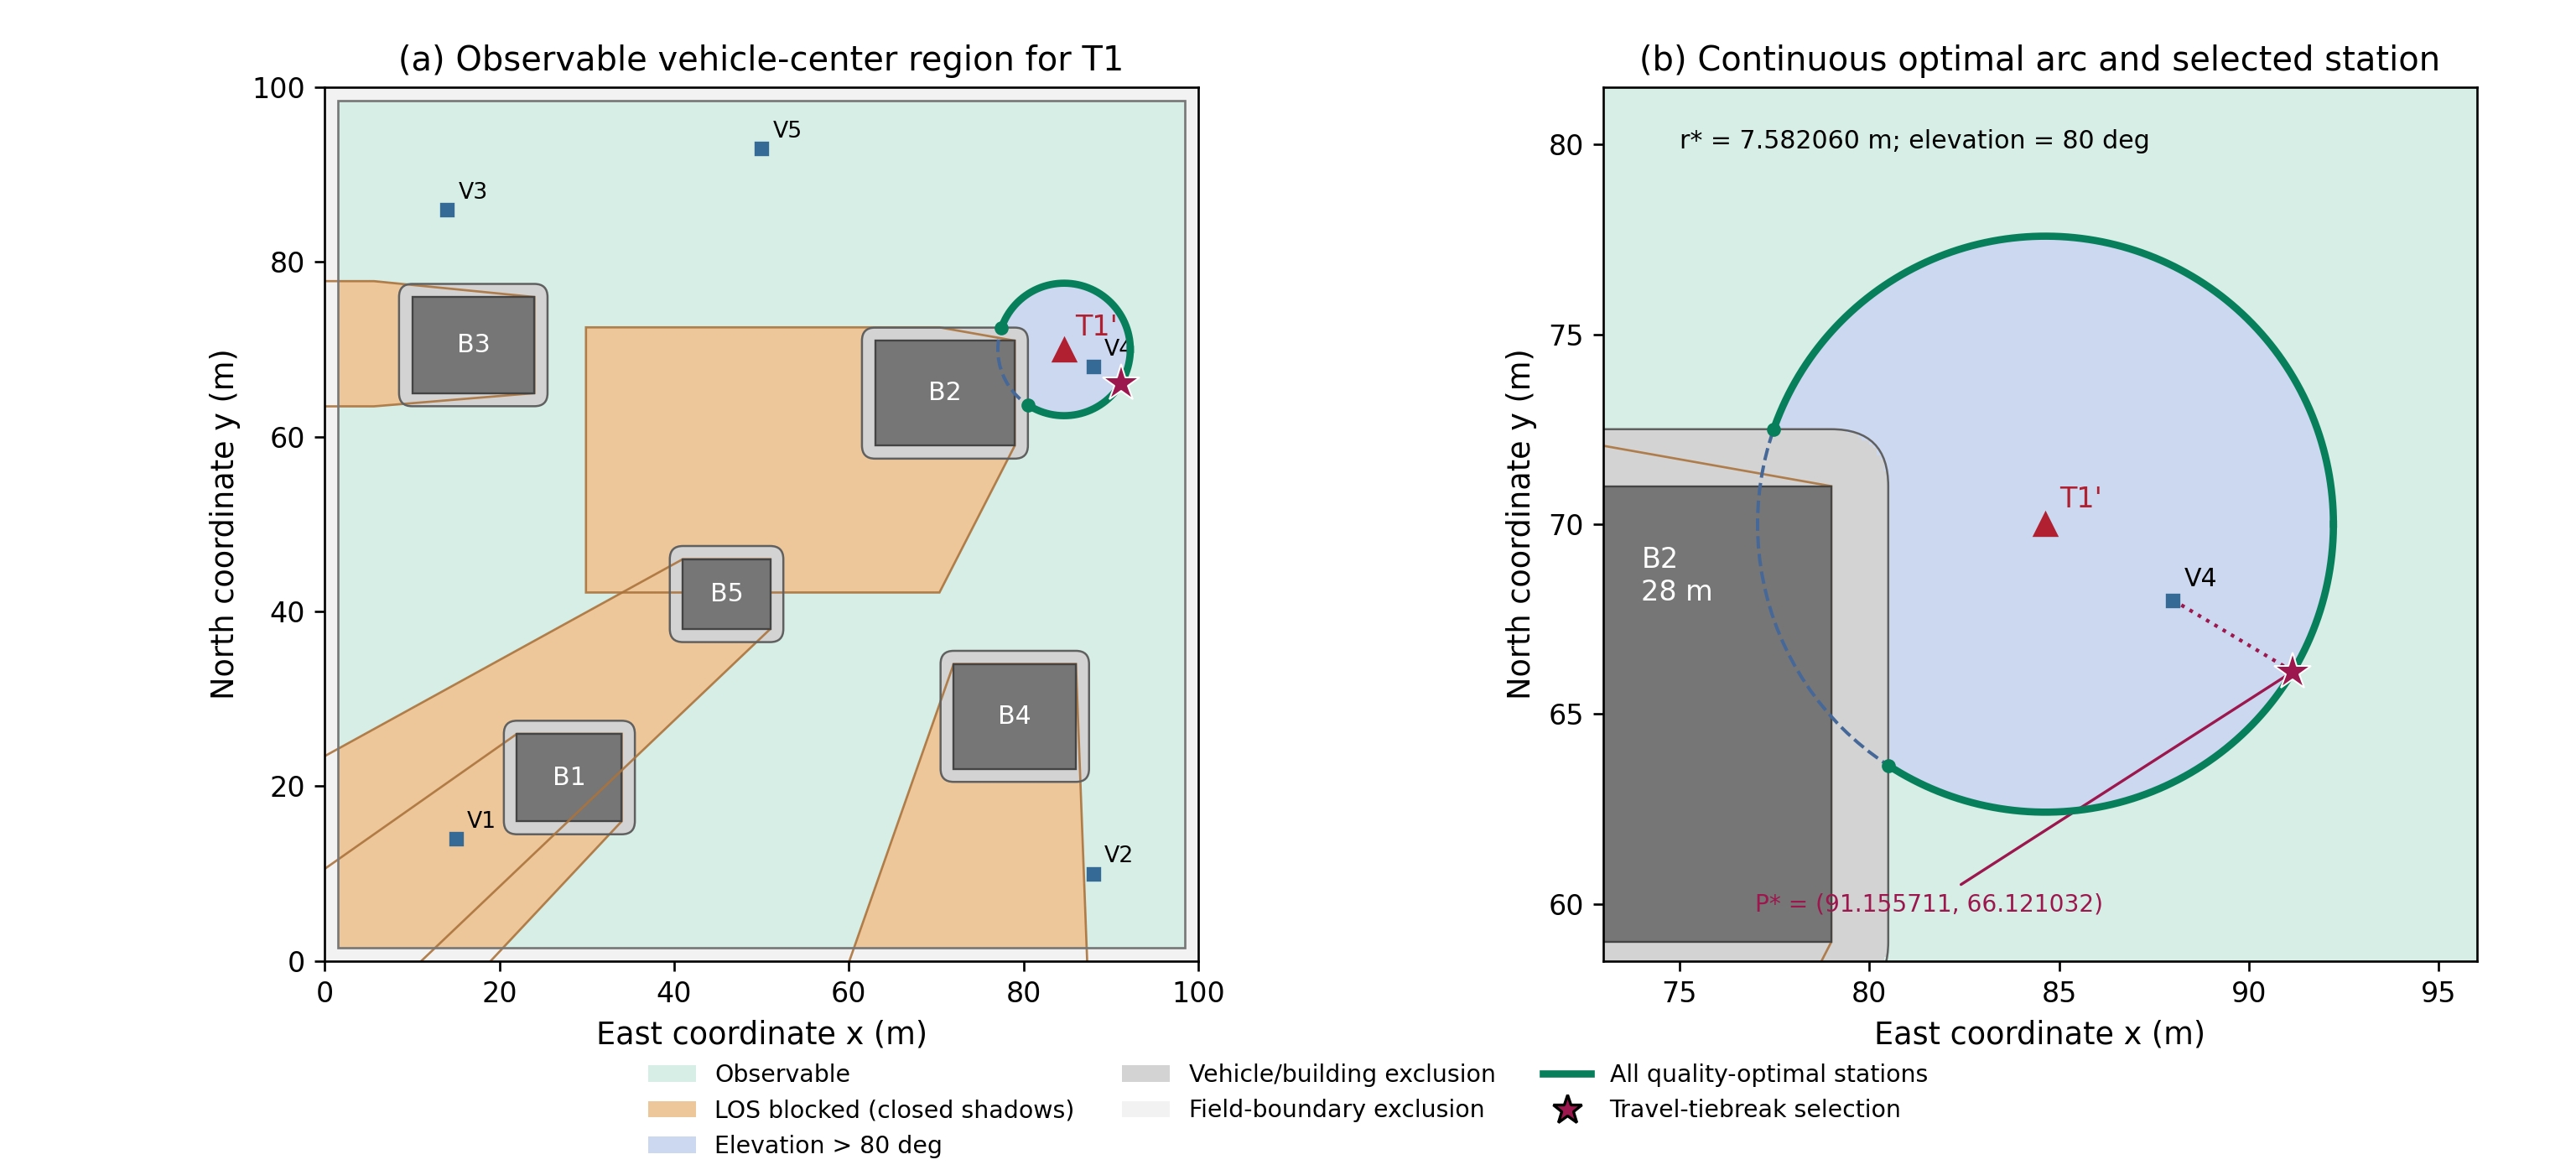 (a) Observable vehicle-center region for T1
100
80
60
40
20
0
0
20
40
60
80
100
North coordinate y (m)
East coordinate x (m)
V5
V3
B3
T1'
V4
B2
B5
B4
B1
V1
V2
(b) Continuous optimal arc and selected station
r* = 7.582060 m; elevation = 80 deg
80
75
70
65
60
75
80
85
90
95
North coordinate y (m)
East coordinate x (m)
T1'
B2
28 m
V4
P* = (91.155711, 66.121032)
Observable
LOS blocked (closed shadows)
Elevation > 80 deg
Vehicle/building exclusion
Field-boundary exclusion
All quality-optimal stations
Travel-tiebreak selection